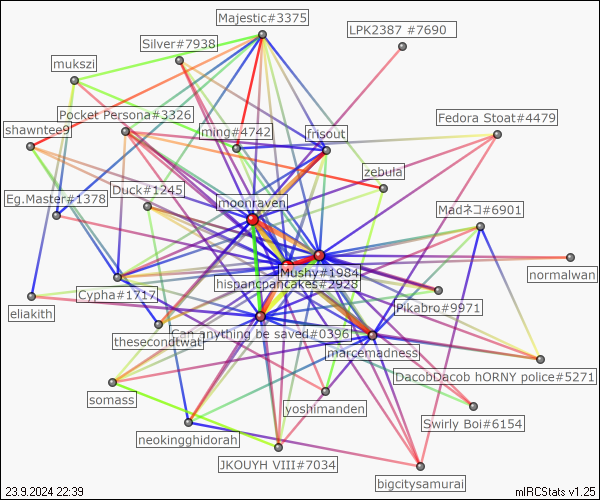 Majestic#3375
LPK2387 #7690
Silver#7938
mukszi
Pocket Persona#3326
Fedora Stoat#4479
shawntee9
ming#4742
frisout
zebula
Eg.Master#1378
Duck#1245
moonraven
Madネコ#6901
Mushy#1984
normalwan
hispancpancakes#2928
Cypha#1717
Pikabro#9971
eliakith
Can anything be saved#0396
thesecondtwat
marcemadness
DacobDacob hORNY police#5271
somass
yoshimanden
Swirly Boi#6154
neokingghidorah
JKOUYH VIII#7034
bigcitysamurai
23.9.2024 22:39
mIRCStats v1.25